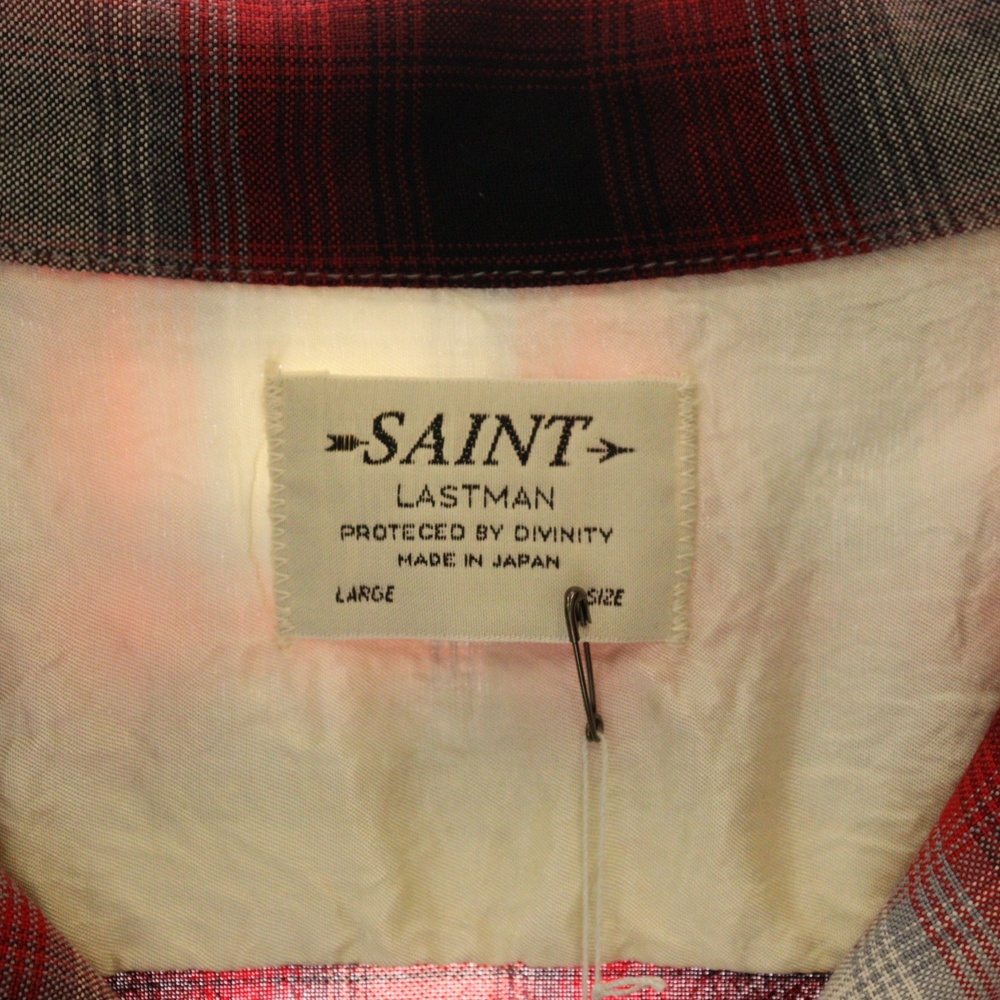 SAINT
LASTMAN
PROTECED BY DIVINITY
MADE IN JAPAN
LARGE SIZE